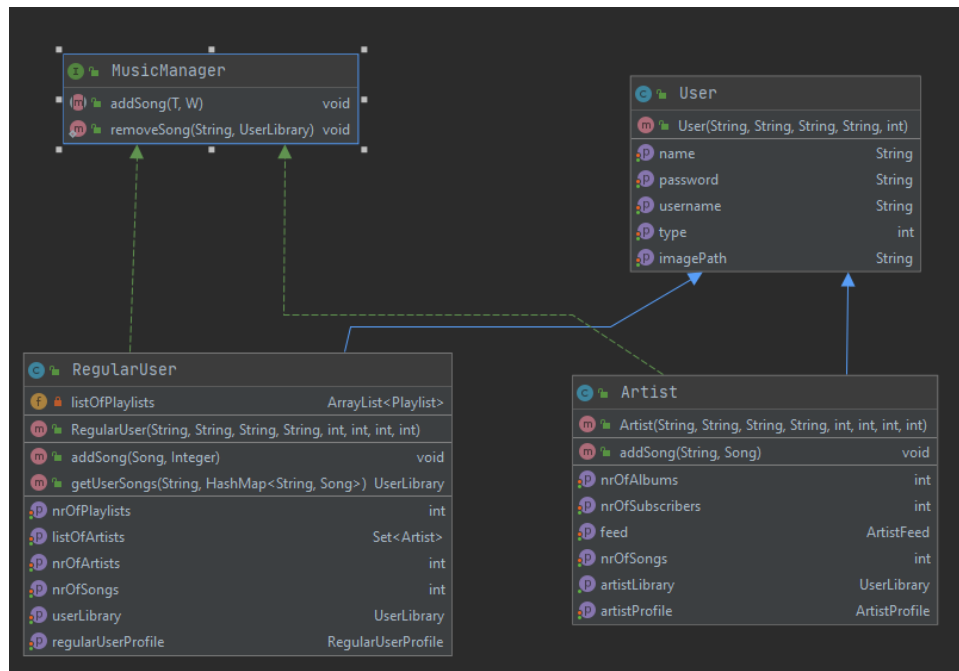 MusicManager
addSong(T, W) void
removeSong(String, UserLibrary) void
User
User(String, String, String, String, int)
name String
password String
username String
type int
imagePath String
RegularUser
listOfPlaylists ArrayList<Playlist>
RegularUser(String, String, String, String, int, int, int, int)
addSong(Song, Integer) void
getUserSongs(String, HashMap<String, Song>) UserLibrary
nrOfPlaylists int
listOfArtists Set<Artist>
nrOfArtists int
nrOfSongs int
userLibrary UserLibrary
regularUserProfile RegularUserProfile
Artist
Artist(String, String, String, String, int, int, int, int)
addSong(String, Song) void
nrOfAlbums int
nrOfSubscribers int
feed ArtistFeed
nrOfSongs int
artistLibrary UserLibrary
artistProfile ArtistProfile